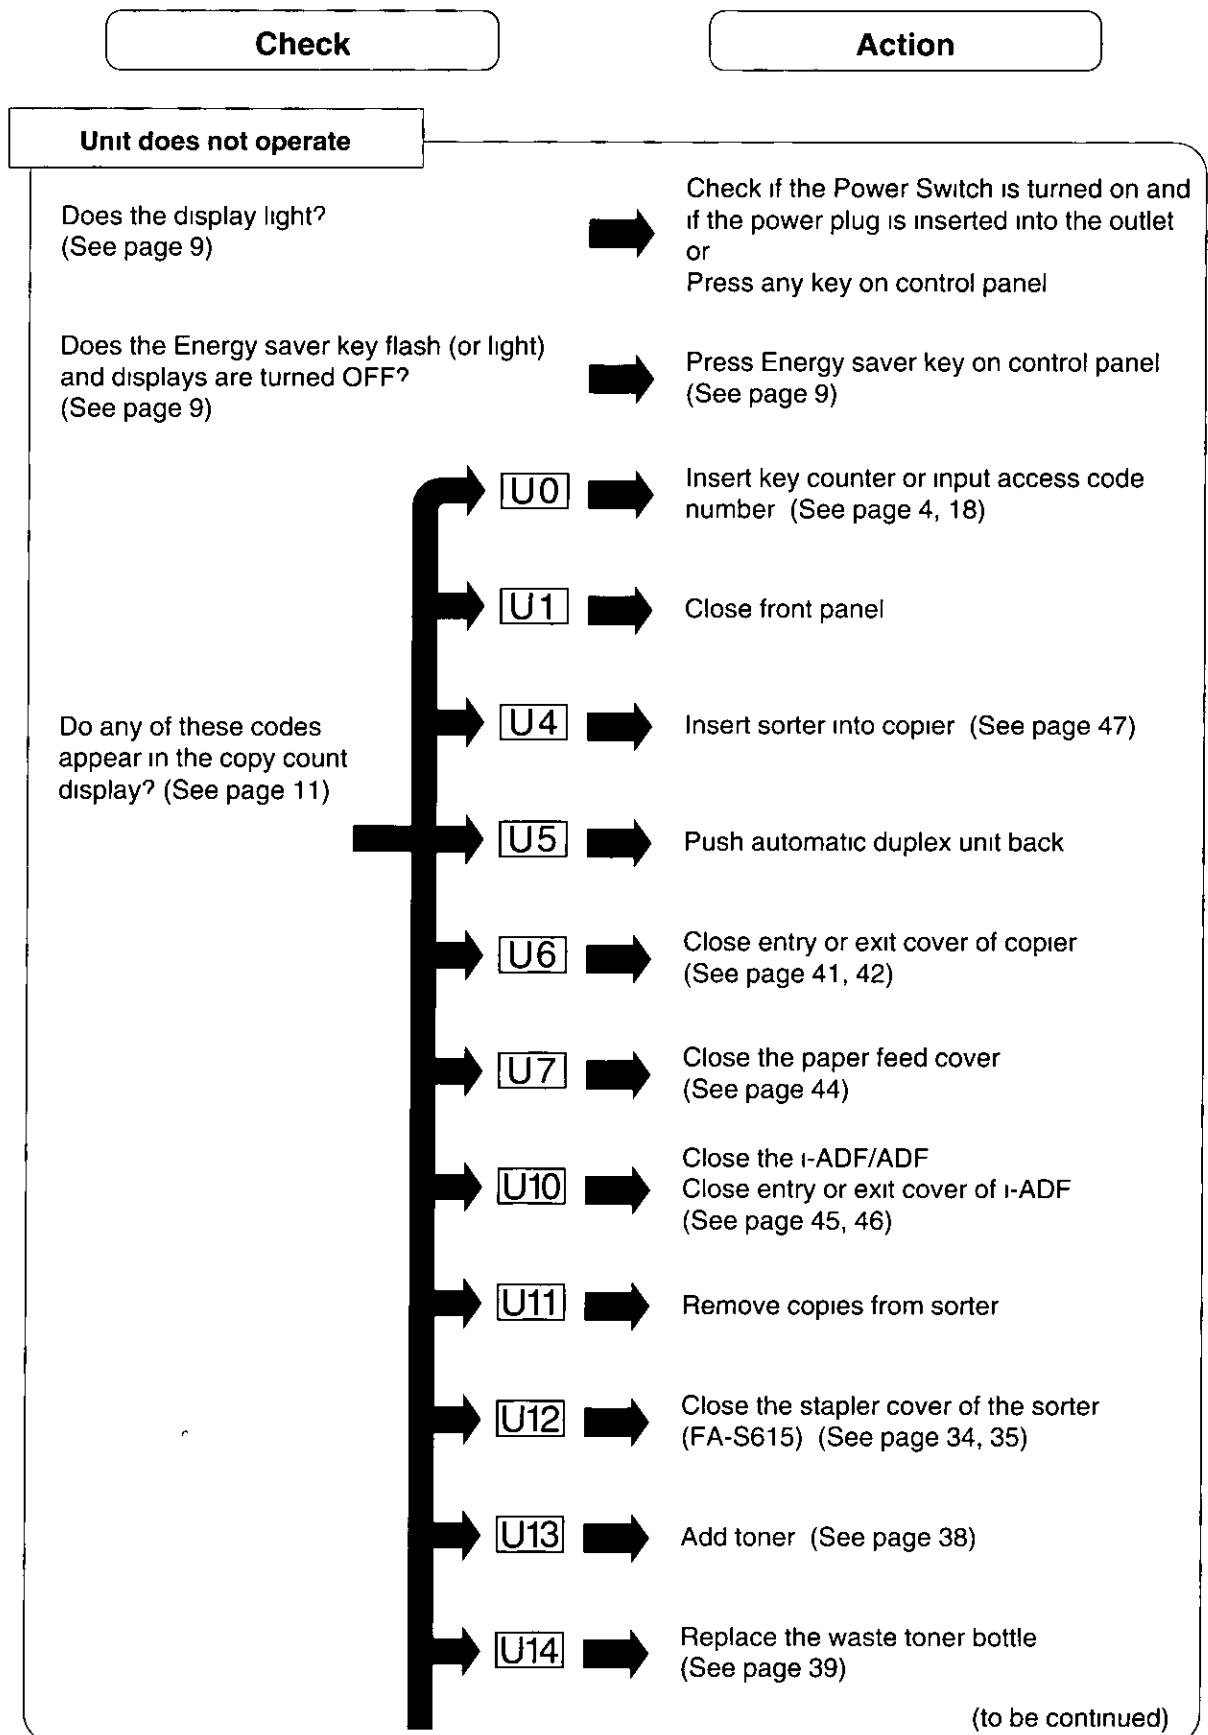 Check
Action
Unit does not operate
Does the display light?
(See page 9)
Check if the Power Switch is turned on and
if the power plug is inserted into the outlet
or
Press any key on control panel
Does the Energy saver key flash (or light)
and displays are turned OFF?
(See page 9)
Press Energy saver key on control panel
(See page 9)
Do any of these codes
appear in the copy count
display? (See page 11)
U0
Insert key counter or input access code
number (See page 4, 18)
U1
Close front panel
U4
Insert sorter into copier (See page 47)
U5
Push automatic duplex unit back
U6
Close entry or exit cover of copier
(See page 41, 42)
U7
Close the paper feed cover
(See page 44)
U10
Close the i-ADF/ADF
Close entry or exit cover of i-ADF
(See page 45, 46)
U11
Remove copies from sorter
U12
Close the stapler cover of the sorter
(FA-S615) (See page 34, 35)
U13
Add toner (See page 38)
U14
Replace the waste toner bottle
(See page 39)
(to be continued)